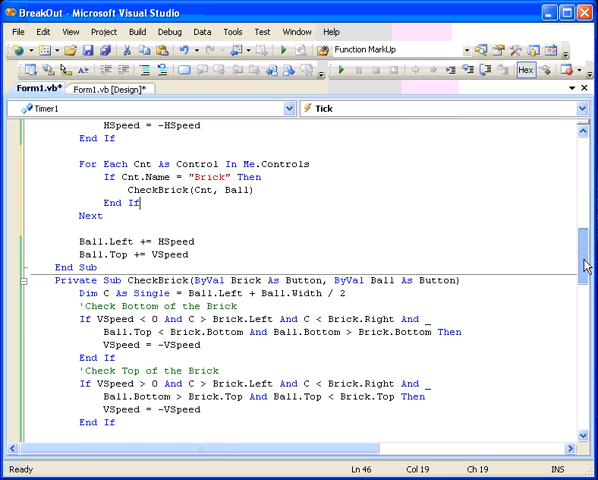 BreakOut - Microsoft Visual Studio
File Edit View Project Build Debug Data Tools Window Help
Function MarkUp
Hex
Form1.vb* Form1.vb [Design]*
Timer1 Tick
HSpeed = -HSpeed
End If
For Each Cnt As Control In Me.Controls
If Cnt.Name = "Brick" Then
CheckBrick(Cnt, Ball)
End If
Next
Ball.Left += HSpeed
Ball.Top += VSpeed
End Sub
Private Sub CheckBrick(ByVal Brick As Button, ByVal Ball As Button)
Dim C As Single = Ball.Left + Ball.Width / 2
'Check Bottom of the Brick
If VSpeed < 0 And C > Brick.Left And C < Brick.Right And _
Ball.Top < Brick.Bottom And Ball.Bottom > Brick.Bottom Then
VSpeed = -VSpeed
End If
'Check Top of the Brick
If VSpeed > 0 And C > Brick.Left And C < Brick.Right And _
Ball.Bottom > Brick.Top And Ball.Top < Brick.Top Then
VSpeed = -VSpeed
End If
Ready Ln 46 Col 19 Ch 19 INS